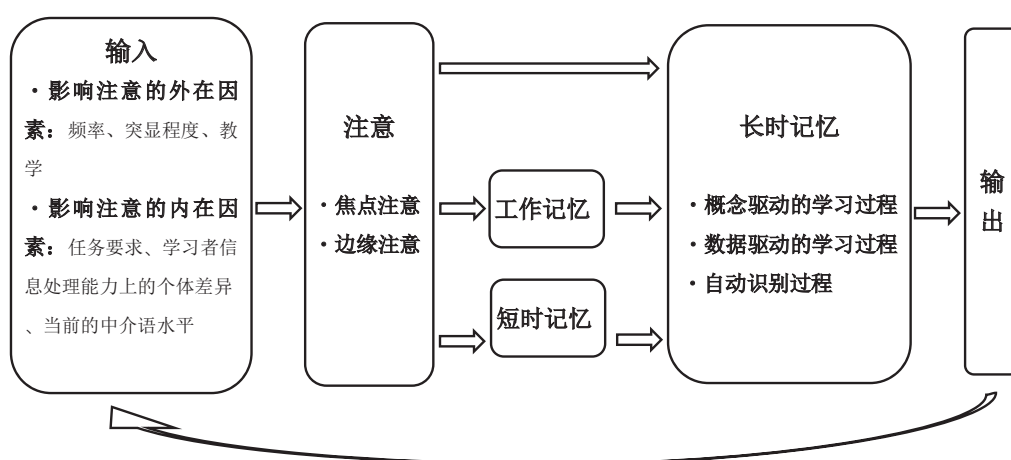 输入
·影响注意的外在因
素：频率、突显程度、教
学
·影响注意的内在因
素：任务要求、学习者信
息处理能力上的个体差异
、当前的中介语水平
注意
·焦点注意
·边缘注意
工作记忆
短时记忆
长时记忆
·概念驱动的学习过程
·数据驱动的学习过程
·自动识别过程
输
出